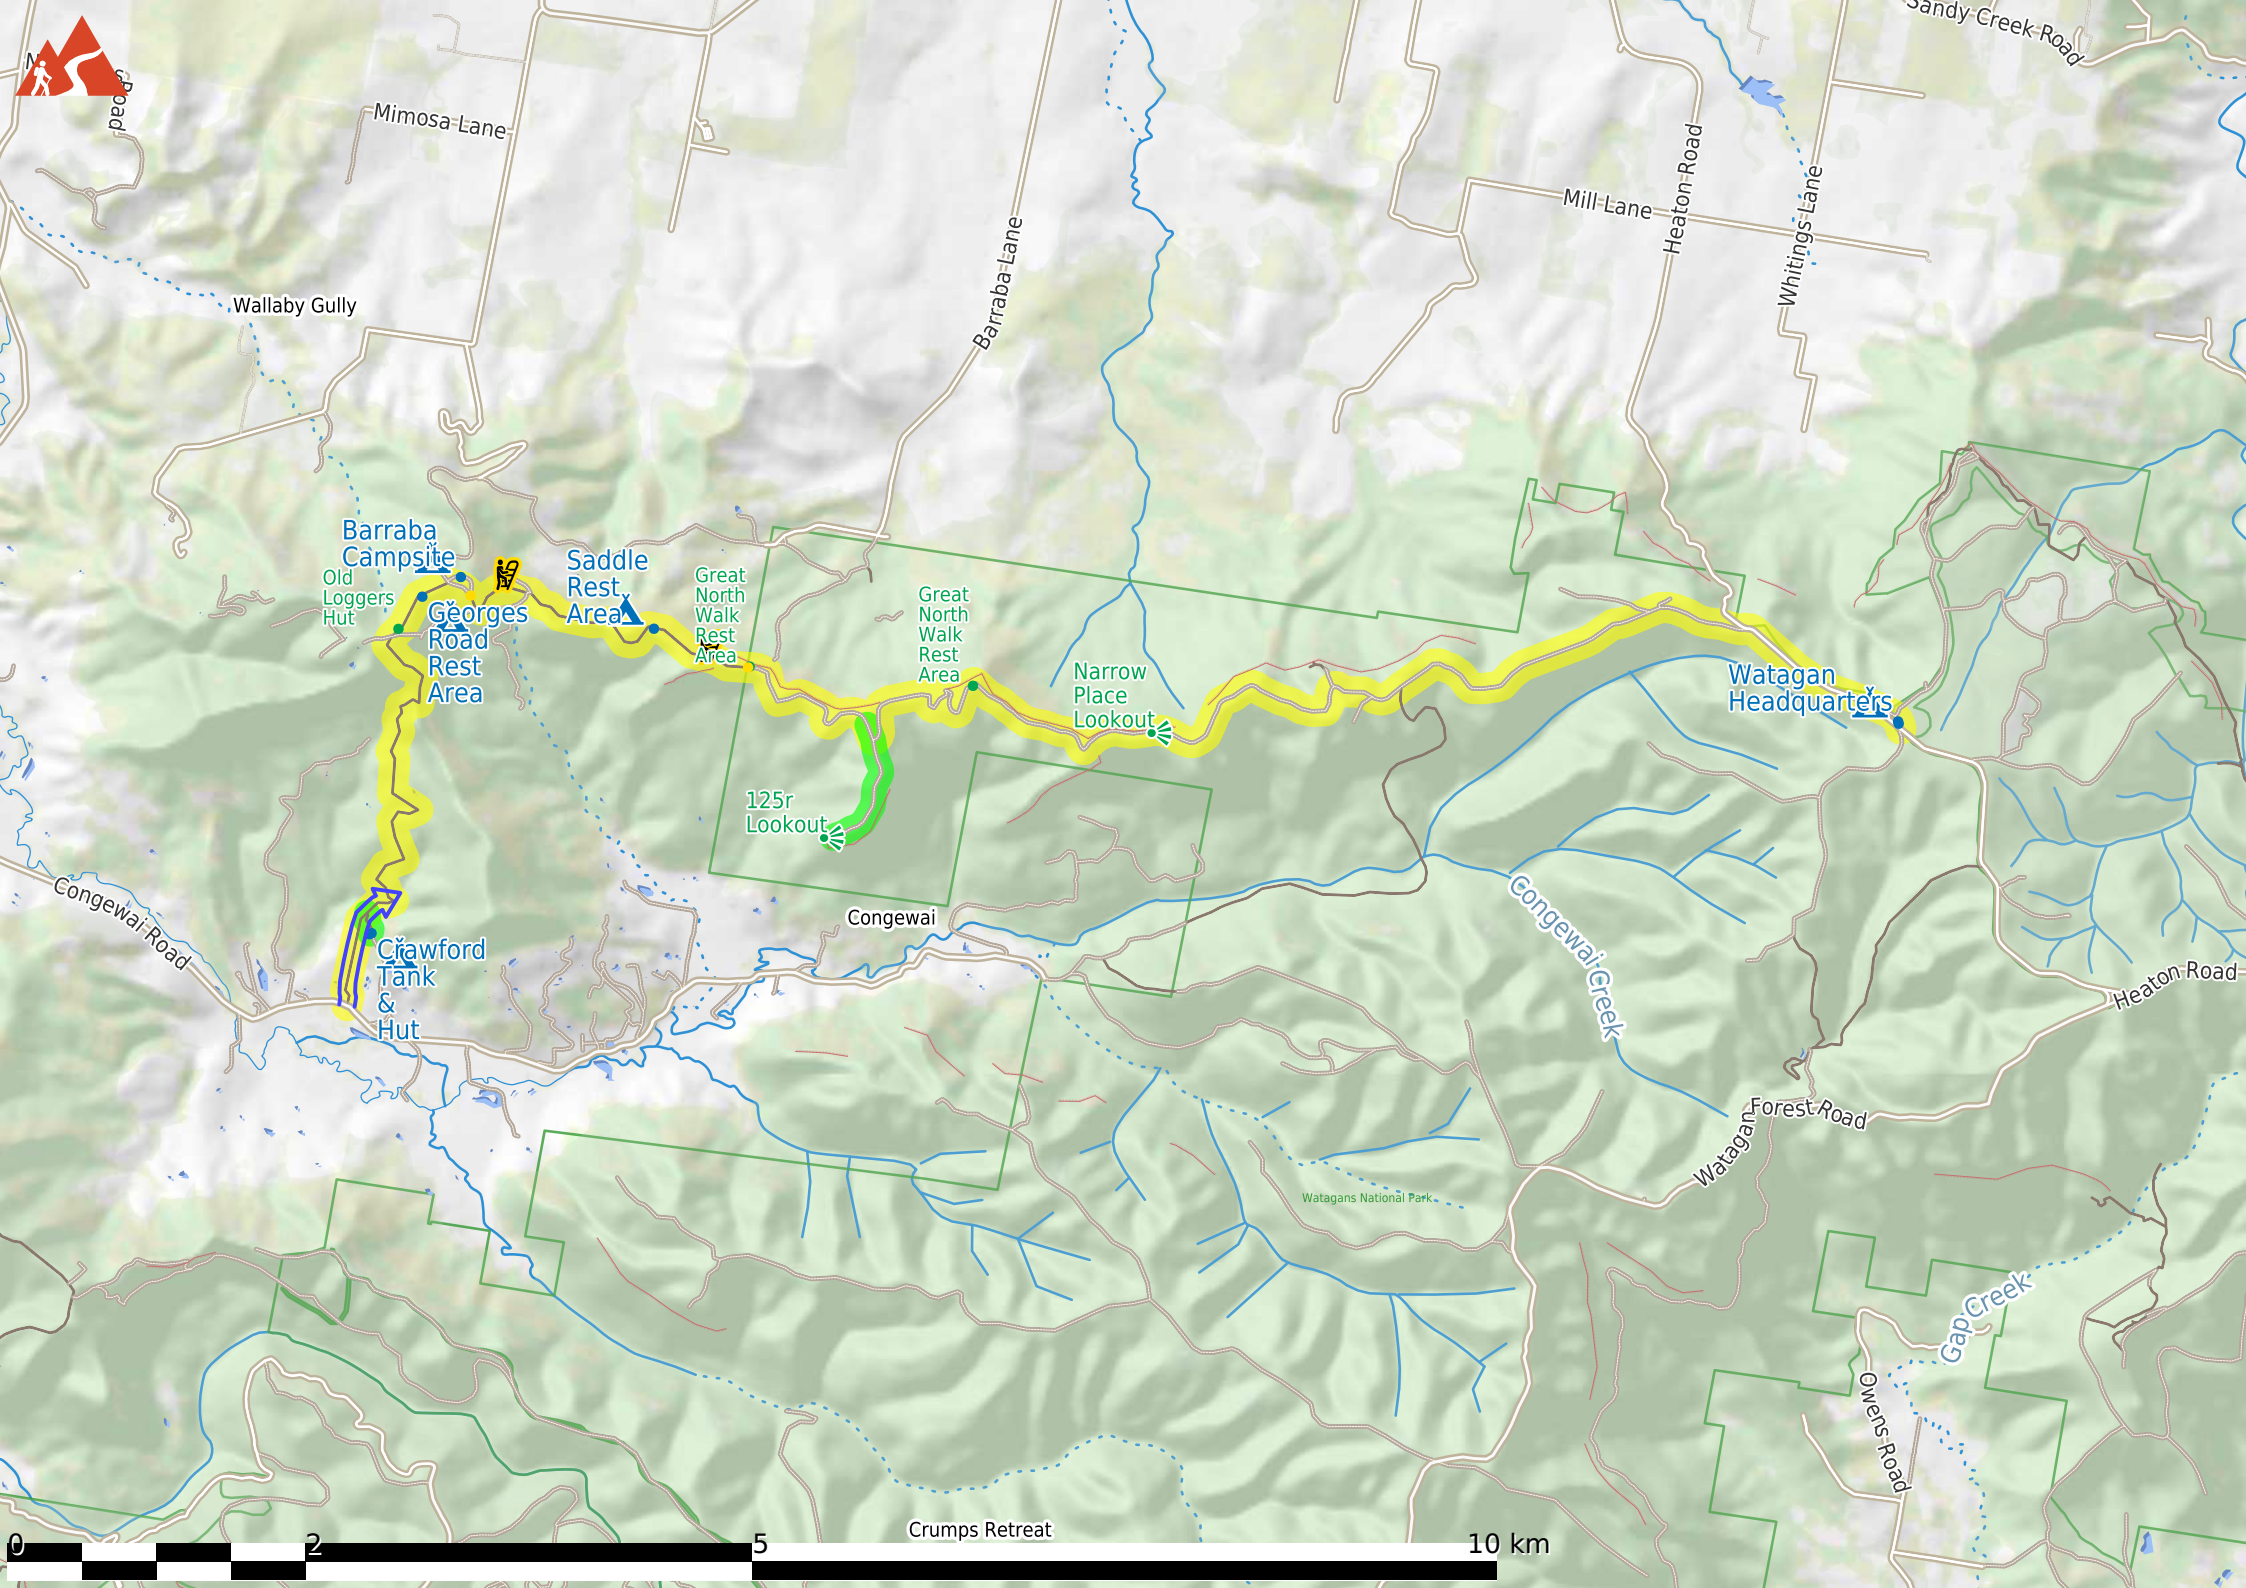 Sandy Creek Road
Road
Mimosa Lane
Heaton Road
Mill Lane
Whitings Lane
Barraba Lane
Wallaby Gully
Barraba
Campsite
Old
Loggers
Hut
Georges
Road
Rest
Area
Saddle
Rest
Area
Great
North
Walk
Rest
Area
Great
North
Walk
Rest
Area
Narrow
Place
Lookout
Watagan
Headquarters
125r
Lookout
Congewai Road
Congewai
Congewai Creek
Crawford
Tank
&
Hut
Heaton Road
Watagan
Forest Road
Watagans National Park
Gap Creek
Owens Road
Crumps Retreat
0 2 5 10 km